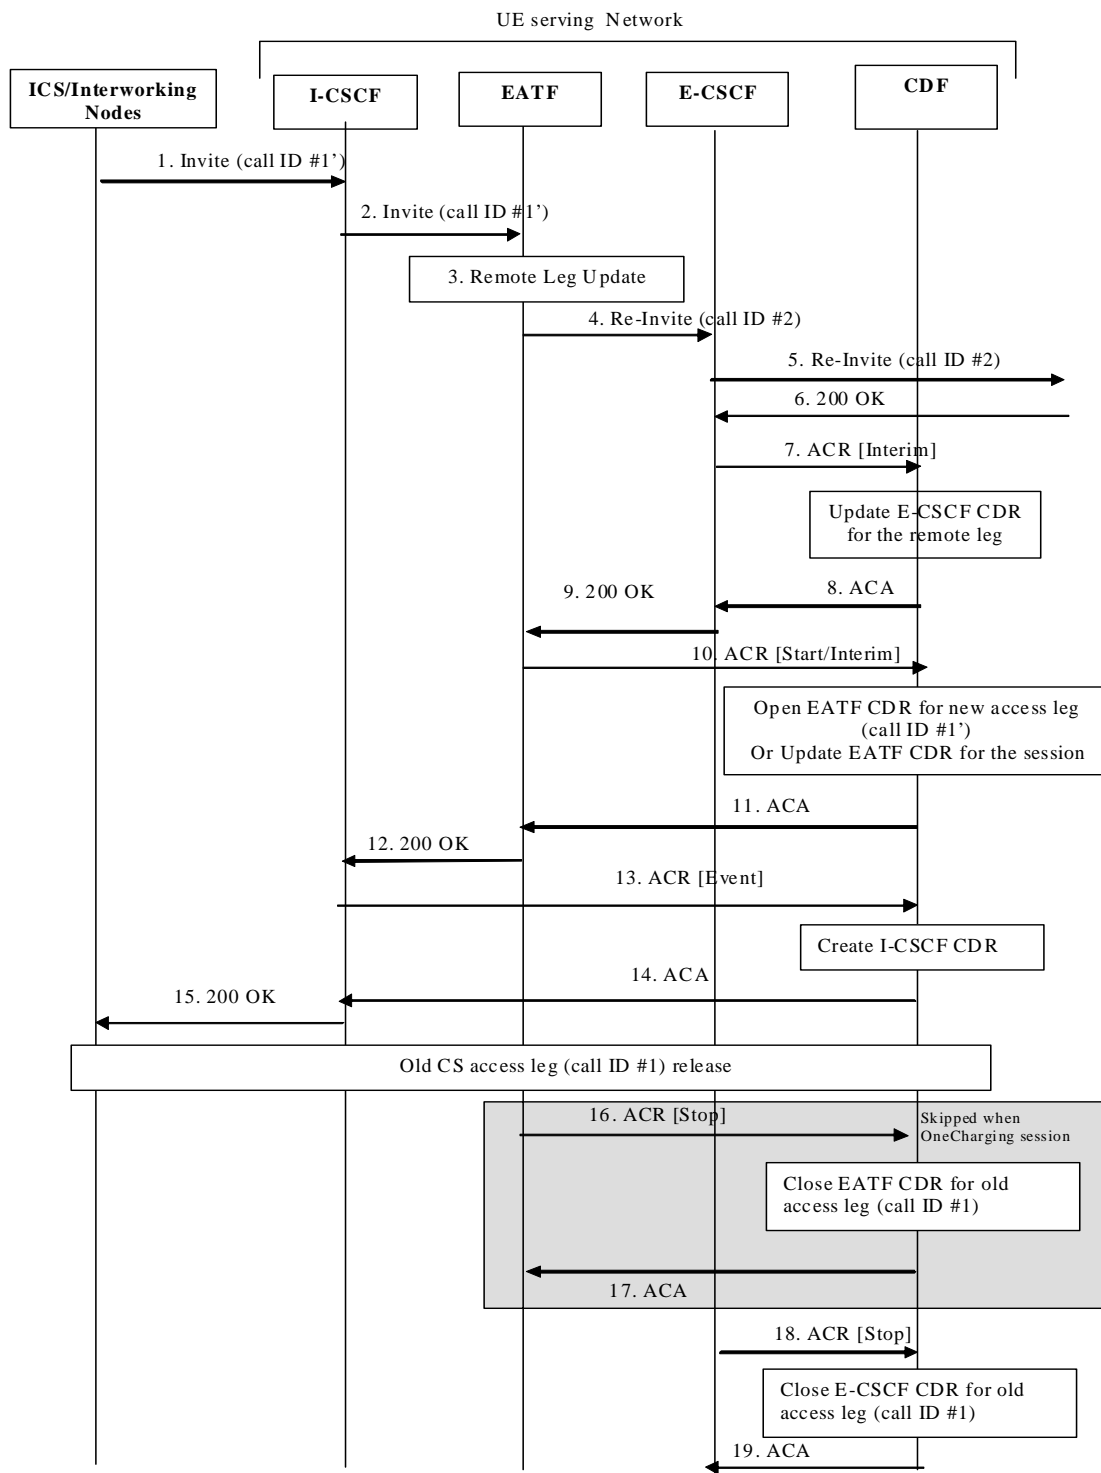 UE serving Network
ICS/Interworking
Nodes
I-CSCF
EATF
E-CSCF
CDF
1. Invite (call ID #1’)
2. Invite (call ID #1’)
3. Remote Leg Update
4. Re-Invite (call ID #2)
5. Re-Invite (call ID #2)
6. 200 OK
7. ACR [Interim]
Update E-CSCF CDR
for the remote leg
8. ACA
9. 200 OK
10. ACR [Start/Interim]
Open EATF CDR for new access leg
(call ID #1’)
Or Update EATF CDR for the session
11. ACA
12. 200 OK
13. ACR [Event]
Create I-CSCF CDR
14. ACA
15. 200 OK
Old CS access leg (call ID #1) release
16. ACR [Stop]
Skipped when
OneCharging session
Close EATF CDR for old
access leg (call ID #1)
17. ACA
18. ACR [Stop]
Close E-CSCF CDR for old
access leg (call ID #1)
19. ACA